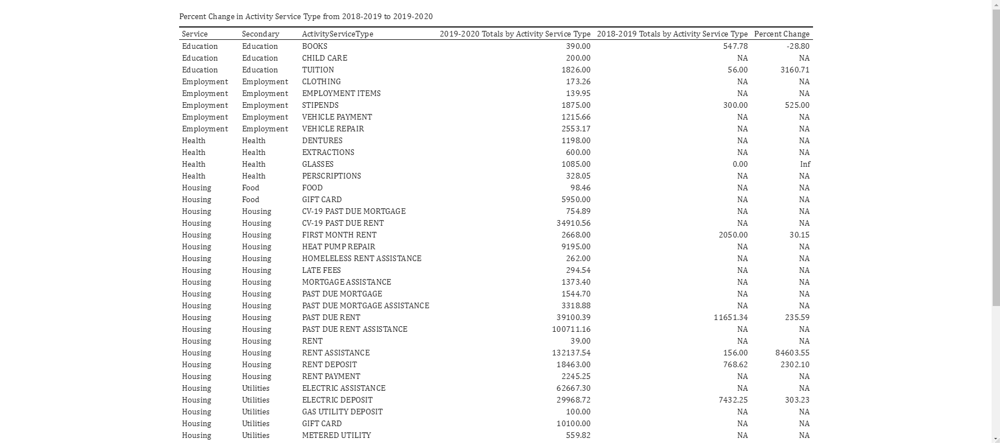 Percent Change in Activity Service Type from 2018-2019 to 2019-2020
Service Secondary ActivityServiceType 2019-2020 Totals by Activity Service Type 2018-2019 Totals by Activity Service Type Percent Change
Education Education BOOKS 390.00 547.78 -28.80
Education Education CHILD CARE 200.00 NA NA
Education Education TUITION 1826.00 56.00 3160.71
Employment Employment CLOTHING 173.26 NA NA
Employment Employment EMPLOYMENT ITEMS 139.95 NA NA
Employment Employment STIPENDS 1875.00 300.00 525.00
Employment Employment VEHICLE PAYMENT 1215.66 NA NA
Employment Employment VEHICLE REPAIR 2553.17 NA NA
Health Health DENTURES 1198.00 NA NA
Health Health EXTRACTIONS 600.00 NA NA
Health Health GLASSES 1085.00 0.00 Inf
Health Health PERSCRIPTIONS 328.05 NA NA
Housing Food FOOD 98.46 NA NA
Housing Food GIFT CARD 5950.00 NA NA
Housing Housing CV-19 PAST DUE MORTGAGE 754.89 NA NA
Housing Housing CV-19 PAST DUE RENT 34910.56 NA NA
Housing Housing FIRST MONTH RENT 2668.00 2050.00 30.15
Housing Housing HEAT PUMP REPAIR 9195.00 NA NA
Housing Housing HOMELELESS RENT ASSISTANCE 262.00 NA NA
Housing Housing LATE FEES 294.54 NA NA
Housing Housing MORTGAGE ASSISTANCE 1373.40 NA NA
Housing Housing PAST DUE MORTGAGE 1544.70 NA NA
Housing Housing PAST DUE MORTGAGE ASSISTANCE 3318.88 NA NA
Housing Housing PAST DUE RENT 39100.39 11651.34 235.59
Housing Housing PAST DUE RENT ASSISTANCE 100711.16 NA NA
Housing Housing RENT 39.00 NA NA
Housing Housing RENT ASSISTANCE 132137.54 156.00 84603.55
Housing Housing RENT DEPOSIT 18463.00 768.62 2302.10
Housing Housing RENT PAYMENT 2245.25 NA NA
Housing Utilities ELECTRIC ASSISTANCE 62667.30 NA NA
Housing Utilities ELECTRIC DEPOSIT 29968.72 7432.25 303.23
Housing Utilities GAS UTILITY DEPOSIT 100.00 NA NA
Housing Utilities GIFT CARD 10100.00 NA NA
Housing Utilities METERED UTILITY 559.82 NA NA